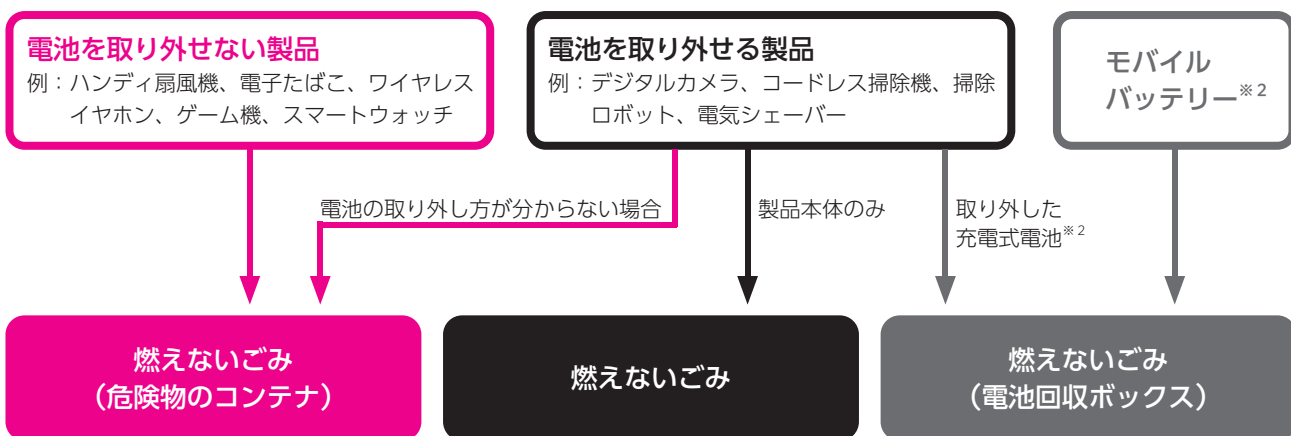 電池を取り外せない製品
例：ハンディ扇風機、電子たばこ、ワイヤレス
イヤホン、ゲーム機、スマートウォッチ
電池を取り外せる製品
例：デジタルカメラ、コードレス掃除機、掃除
ロボット、電気シェーバー
モバイル
バッテリー※2
電池の取り外し方が分からない場合
製品本体のみ
取り外した
充電式電池※2
燃えないごみ
（危険物のコンテナ）
燃えないごみ
燃えないごみ
（電池回収ボックス）